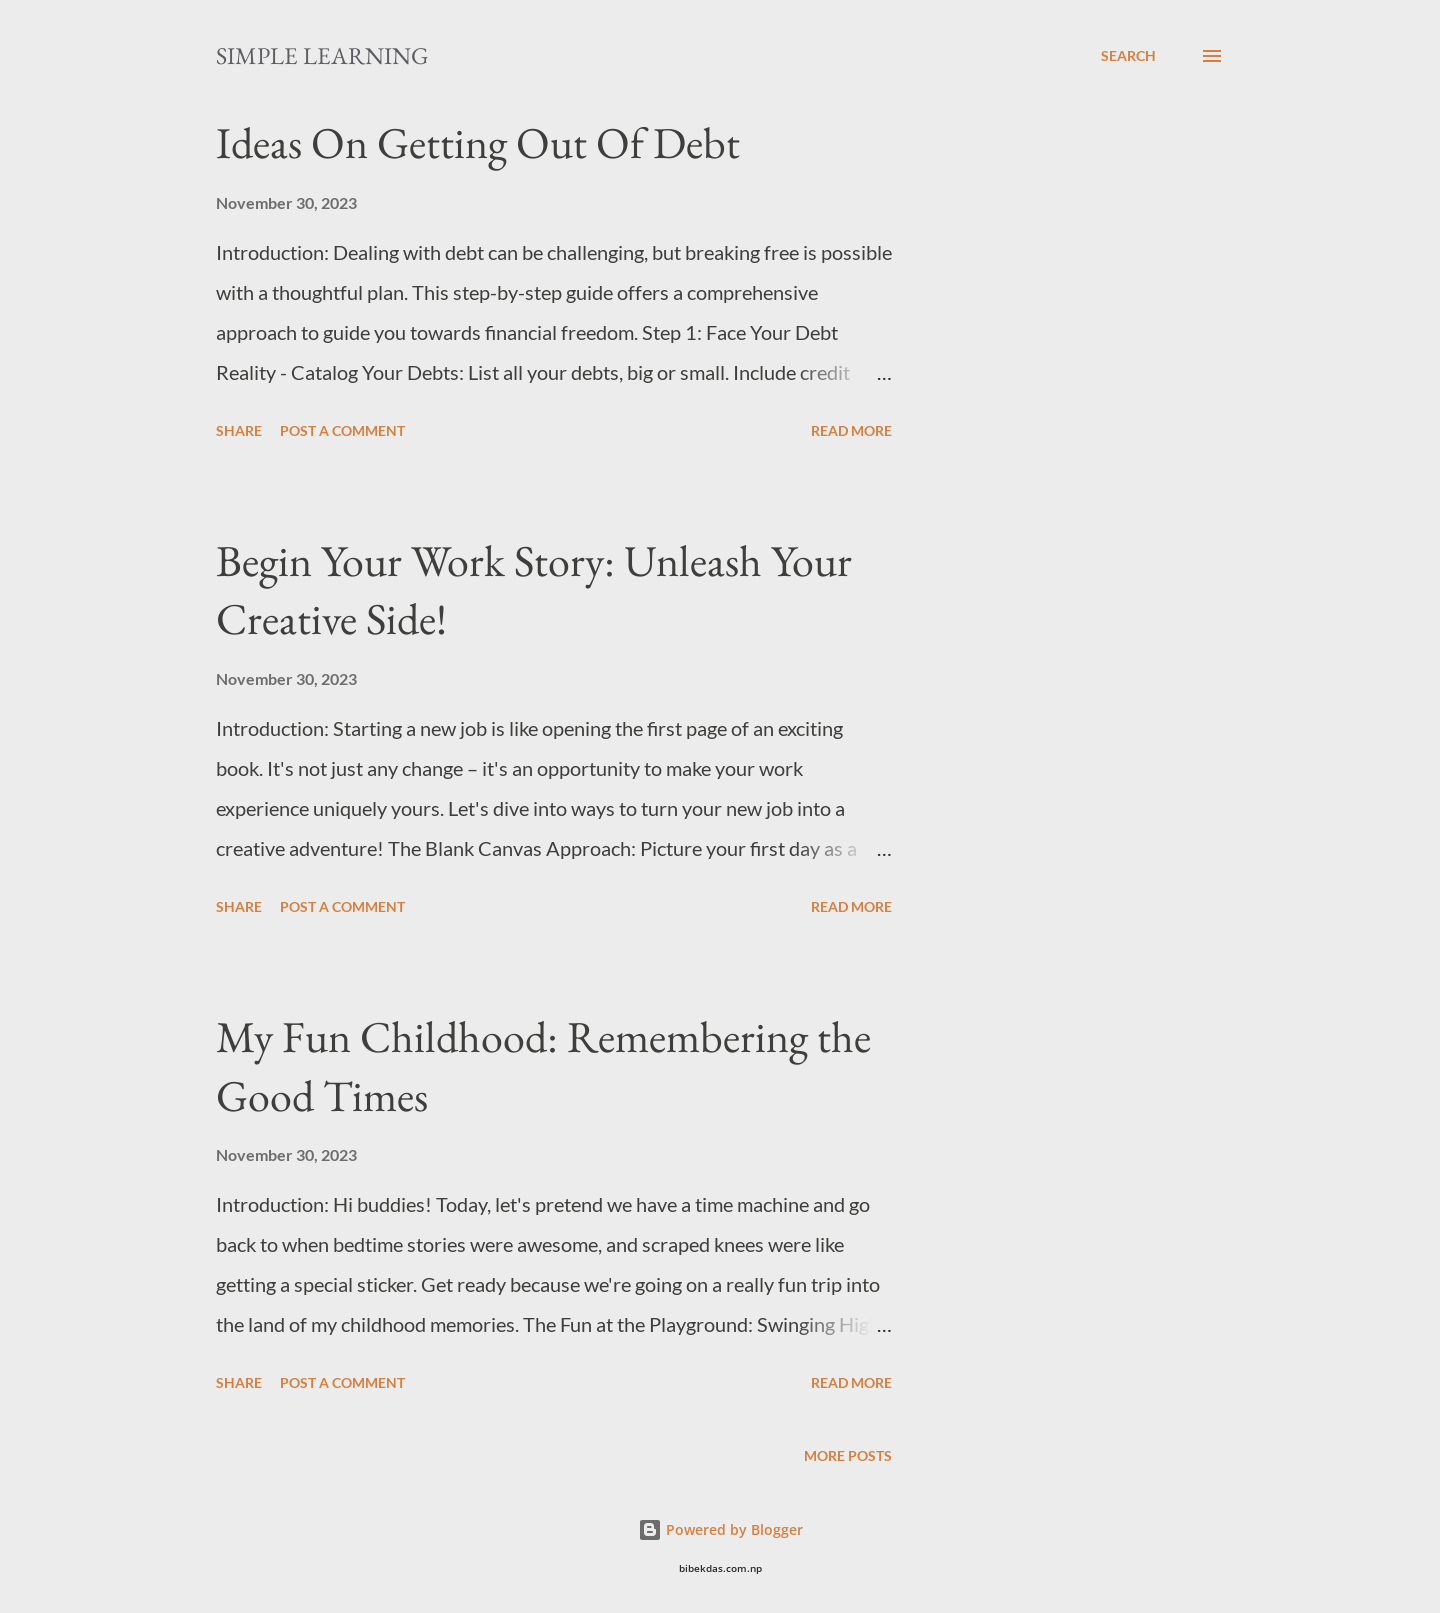 SIMPLE LEARNING
SEARCH
Ideas On Getting Out Of Debt
November 30, 2023
Introduction: Dealing with debt can be challenging, but breaking free is possible
with a thoughtful plan. This step-by-step guide offers a comprehensive
approach to guide you towards financial freedom. Step 1: Face Your Debt
Reality - Catalog Your Debts: List all your debts, big or small. Include credit ...
SHARE POST A COMMENT READ MORE
Begin Your Work Story: Unleash Your
Creative Side!
November 30, 2023
Introduction: Starting a new job is like opening the first page of an exciting
book. It's not just any change – it's an opportunity to make your work
experience uniquely yours. Let's dive into ways to turn your new job into a
creative adventure! The Blank Canvas Approach: Picture your first day as a ...
SHARE POST A COMMENT READ MORE
My Fun Childhood: Remembering the
Good Times
November 30, 2023
Introduction: Hi buddies! Today, let's pretend we have a time machine and go
back to when bedtime stories were awesome, and scraped knees were like
getting a special sticker. Get ready because we're going on a really fun trip into
the land of my childhood memories. The Fun at the Playground: Swinging Hig ...
SHARE POST A COMMENT READ MORE
MORE POSTS
Powered by Blogger
bibekdas.com.np